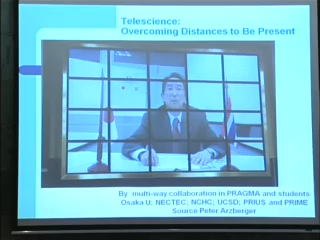 Telescience:
Overcoming Distances to Be Present
By multi-way collaboration in PRAGMA and students
Osaka U; NECTEC; NCHC; UCSD; PRIUS and PRIME
Source Peter Arzberger